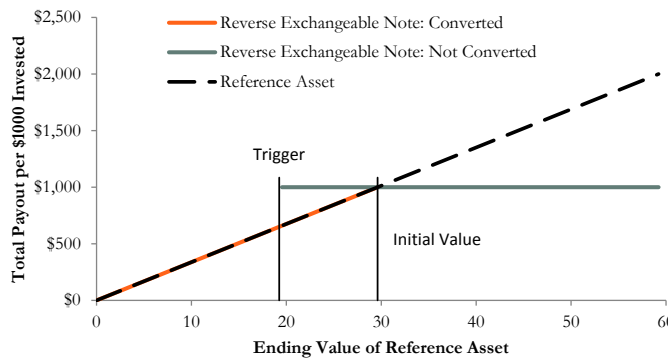 Reverse Exchangeable Note: Converted
Reverse Exchangeable Note: Not Converted
Reference Asset
Total Payout per $1000 Invested
$2,500
$2,000
$1,500
$1,000
$500
$0
Trigger
Initial Value
0 10 20 30 40 50 60
Ending Value of Reference Asset